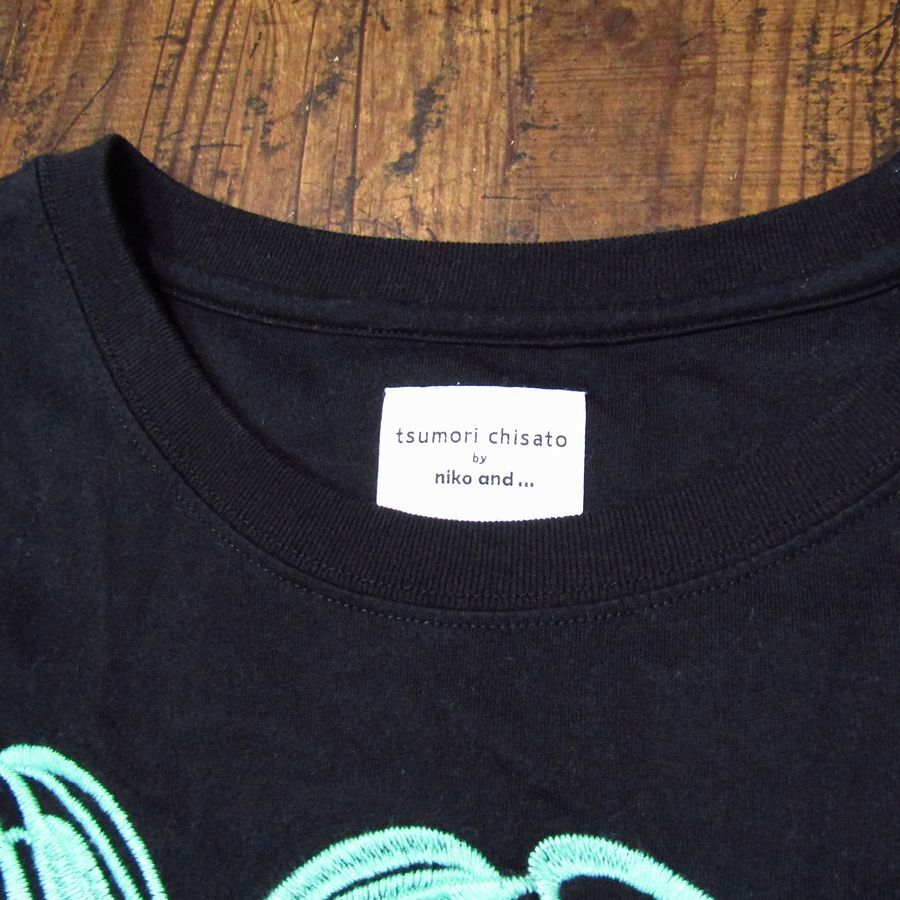 tsumori chisato
by
niko and ...